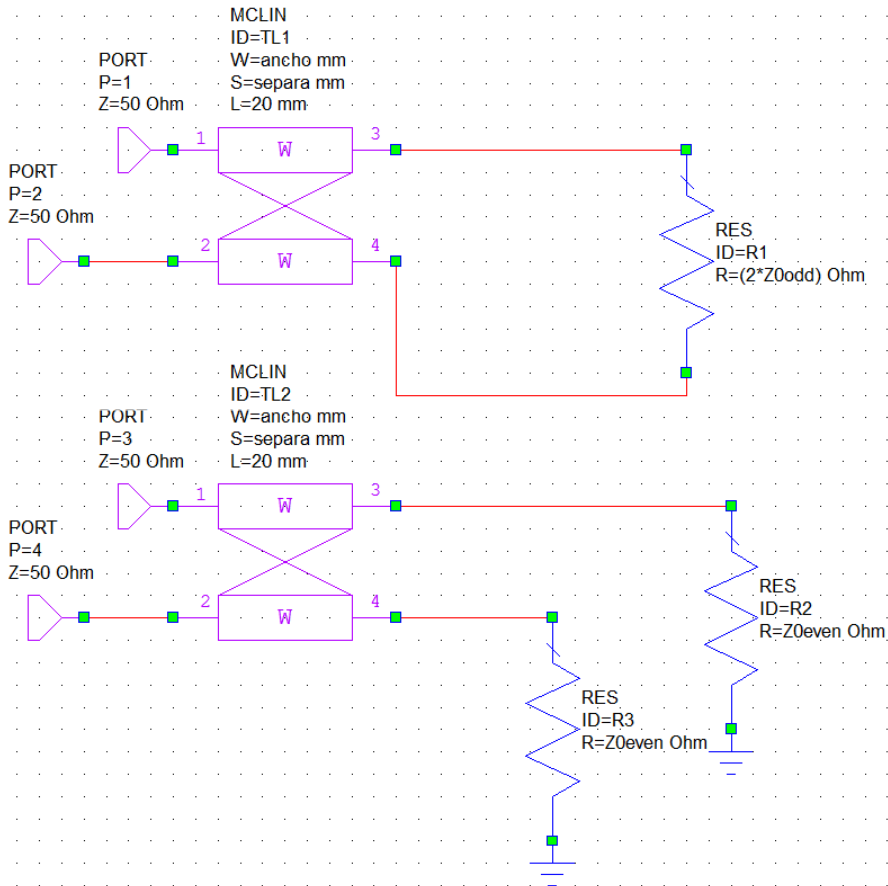 MCLIN
ID=TL1
W=ancho mm
S=separa mm
L=20 mm
PORT
P=1
Z=50 Ohm
1
W
3
PORT
P=2
Z=50 Ohm
2
W
4
RES
ID=R1
R=(2*Z0odd) Ohm
MCLIN
ID=TL2
W=ancho mm
S=separa mm
L=20 mm
PORT
P=3
Z=50 Ohm
1
W
3
PORT
P=4
Z=50 Ohm
2
W
4
RES
ID=R2
R=Z0even Ohm
RES
ID=R3
R=Z0even Ohm